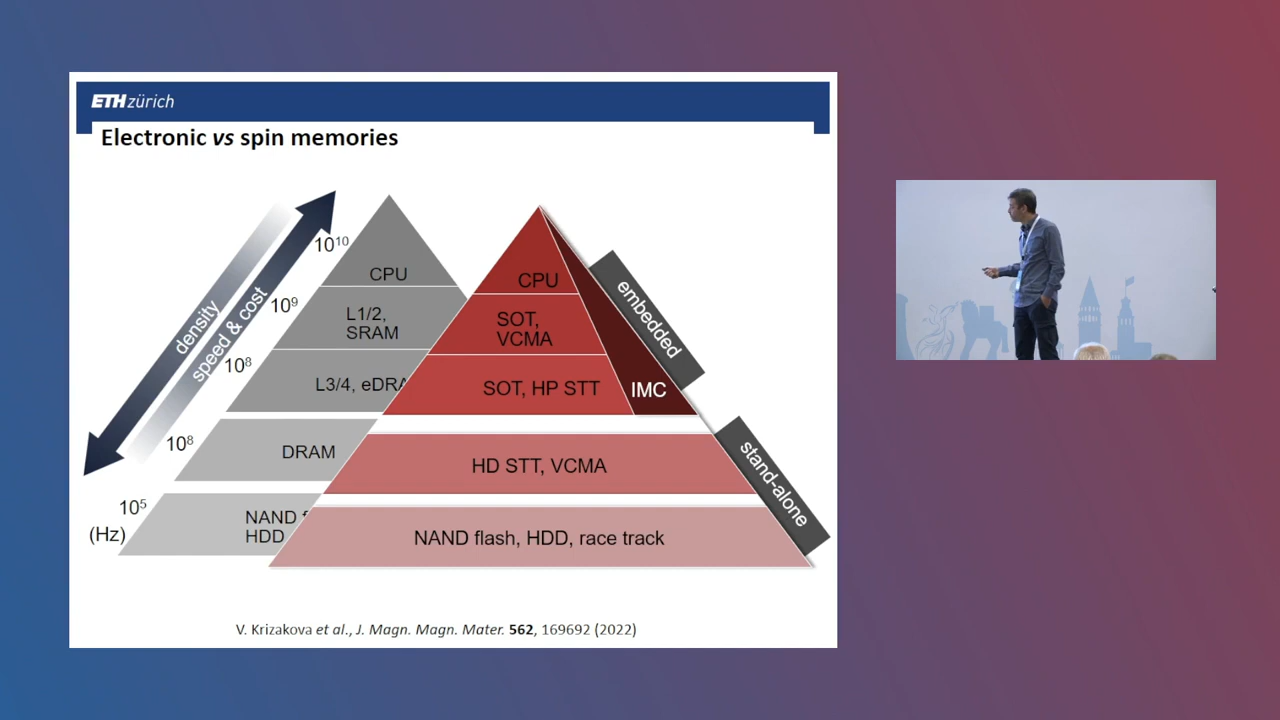 ETH zürich
Electronic vs spin memories
density
speed & cost
10¹⁰
10⁹
10⁸
10⁸
10⁵
(Hz)
CPU
L1/2,
SRAM
L3/4, eDRA
DRAM
NAND
HDD
CPU
SOT,
VCMA
SOT, HP STT
IMC
HD STT, VCMA
NAND flash, HDD, race track
embedded
stand-alone
V. Krizakova et al., J. Magn. Magn. Mater. 562, 169692 (2022)